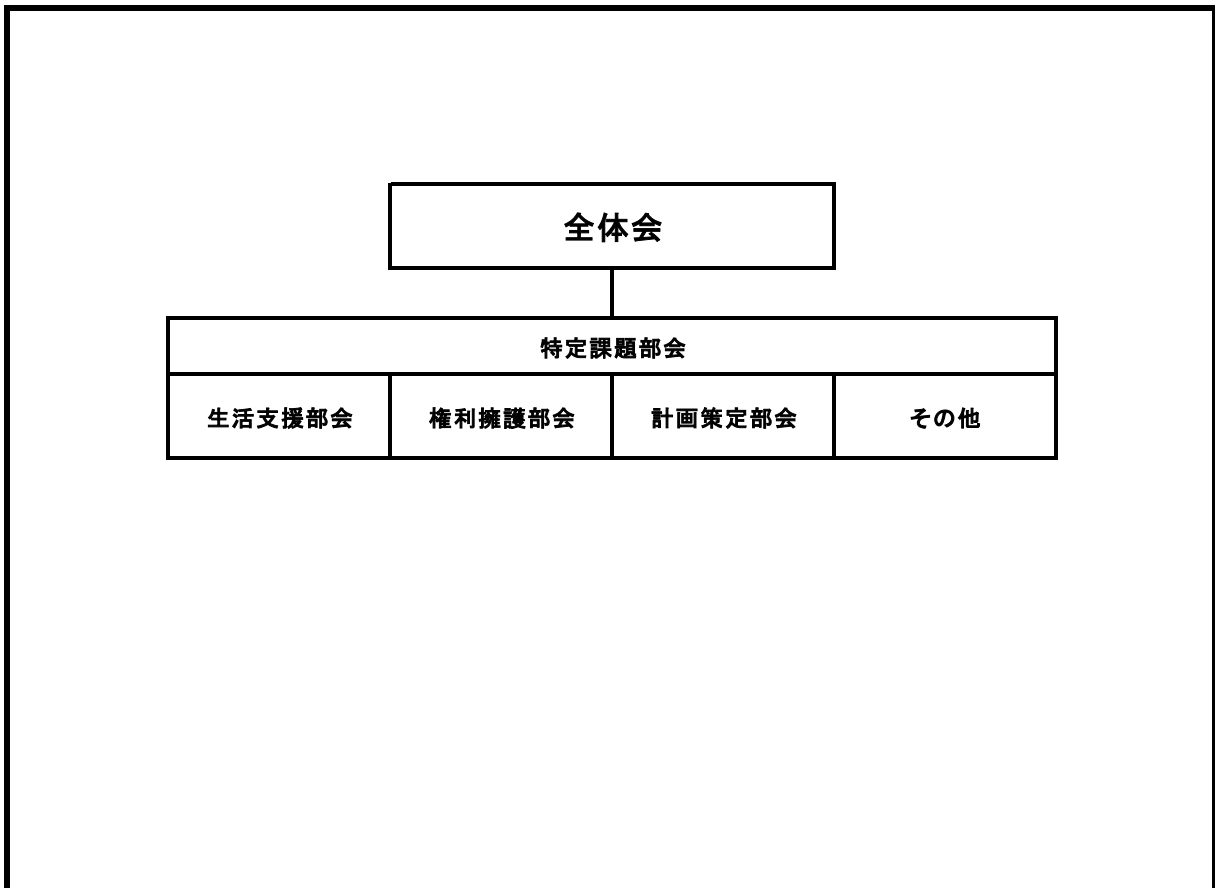 全体会
特定課題部会
生活支援部会
権利擁護部会
計画策定部会
その他